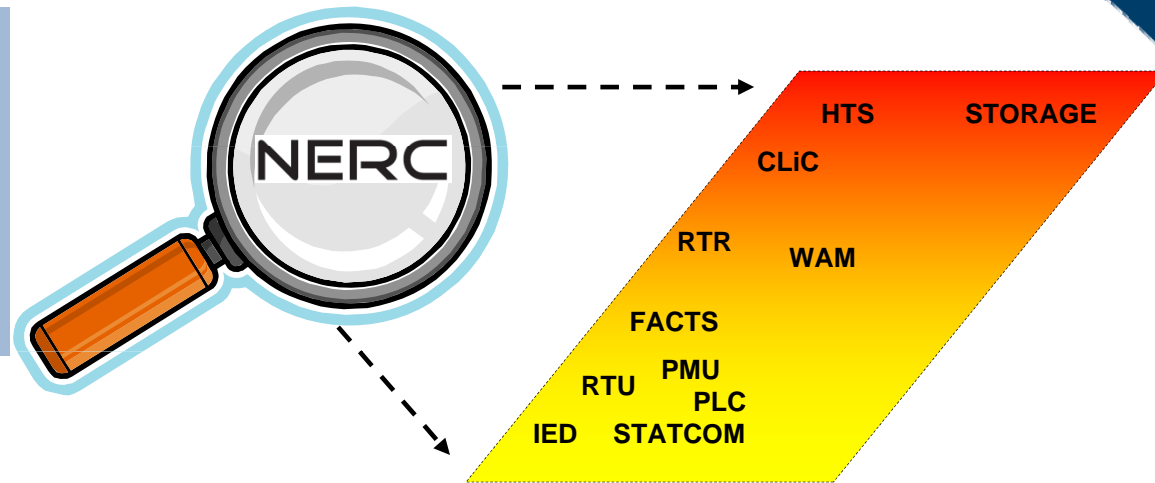 NERC
HTS STORAGE
CLiC
RTR
WAM
FACTS
PMU
RTU
PLC
IED STATCOM